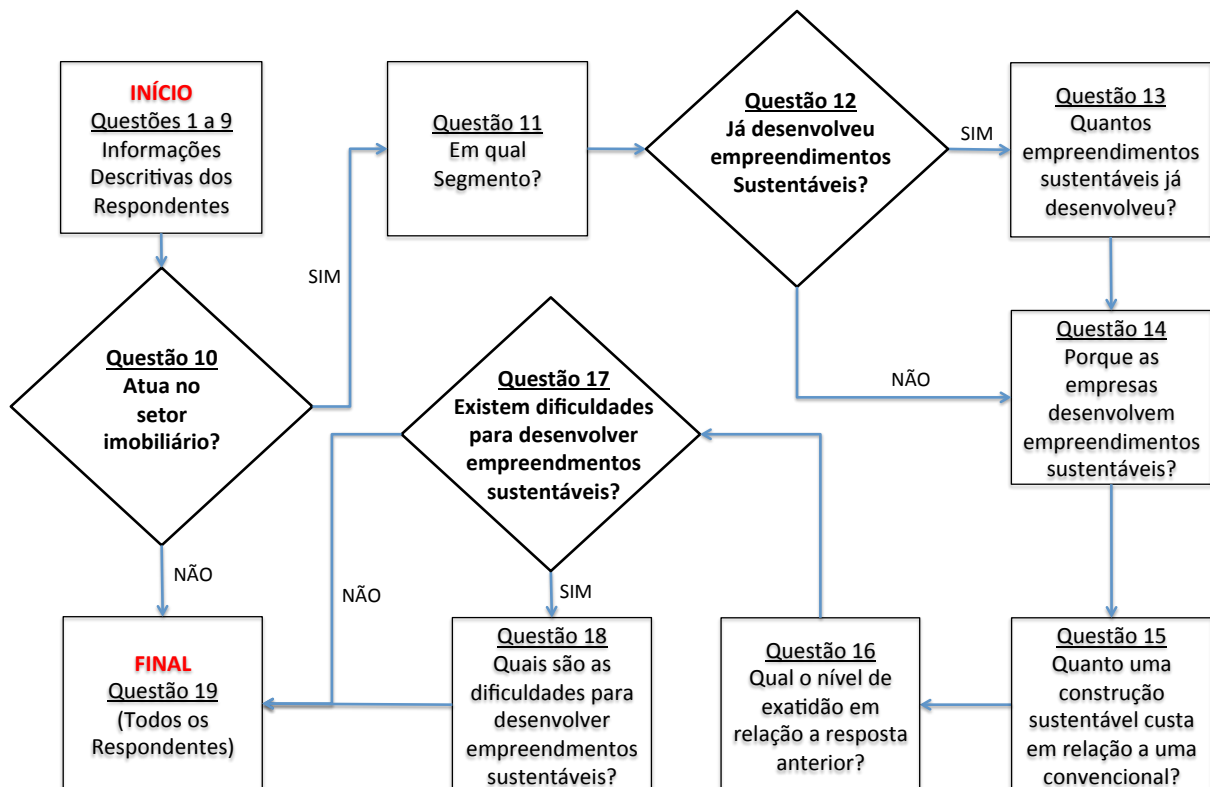 INÍCIO
Questões 1 a 9
Informações
Descritivas dos
Respondentes
Questão 10
Atua no
setor
imobiliário?
SIM
NÃO
Questão 11
Em qual
Segmento?
Questão 12
Já desenvolveu
empreendimentos
Sustentáveis?
SIM
NÃO
Questão 13
Quantos
empreendimentos
sustentáveis já
desenvolveu?
Questão 14
Porque as
empresas
desenvolvem
empreendimentos
sustentáveis?
Questão 15
Quanto uma
construção
sustentável custa
em relação a uma
convencional?
Questão 16
Qual o nível de
exatidão em
relação a resposta
anterior?
Questão 17
Existem dificuldades
para desenvolver
empreendmentos
sustentáveis?
SIM
NÃO
Questão 18
Quais são as
dificuldades para
desenvolver
empreendmentos
sustentáveis?
FINAL
Questão 19
(Todos os
Respondentes)